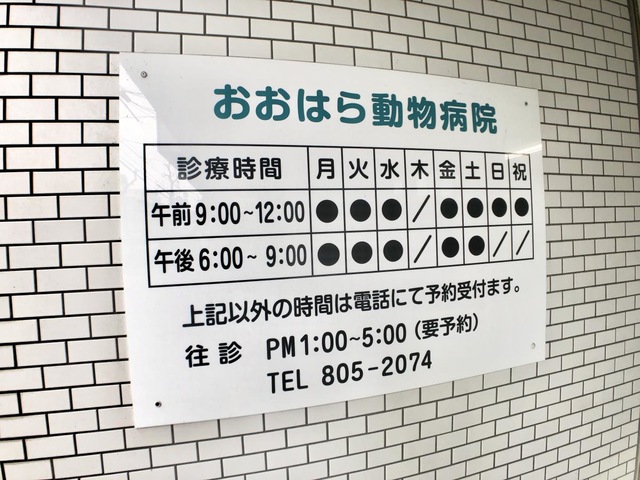 おおはら動物病院
診療時間 月 火 水 木 金 土 日 祝
午前9:00~12:00 ● ● ● / ● ● ● ●
午後6:00~ 9:00 ● ● ● / ● ● / /
上記以外の時間は電話にて予約受付ます。
往診 PM1:00~5:00(要予約)
TEL 805-2074